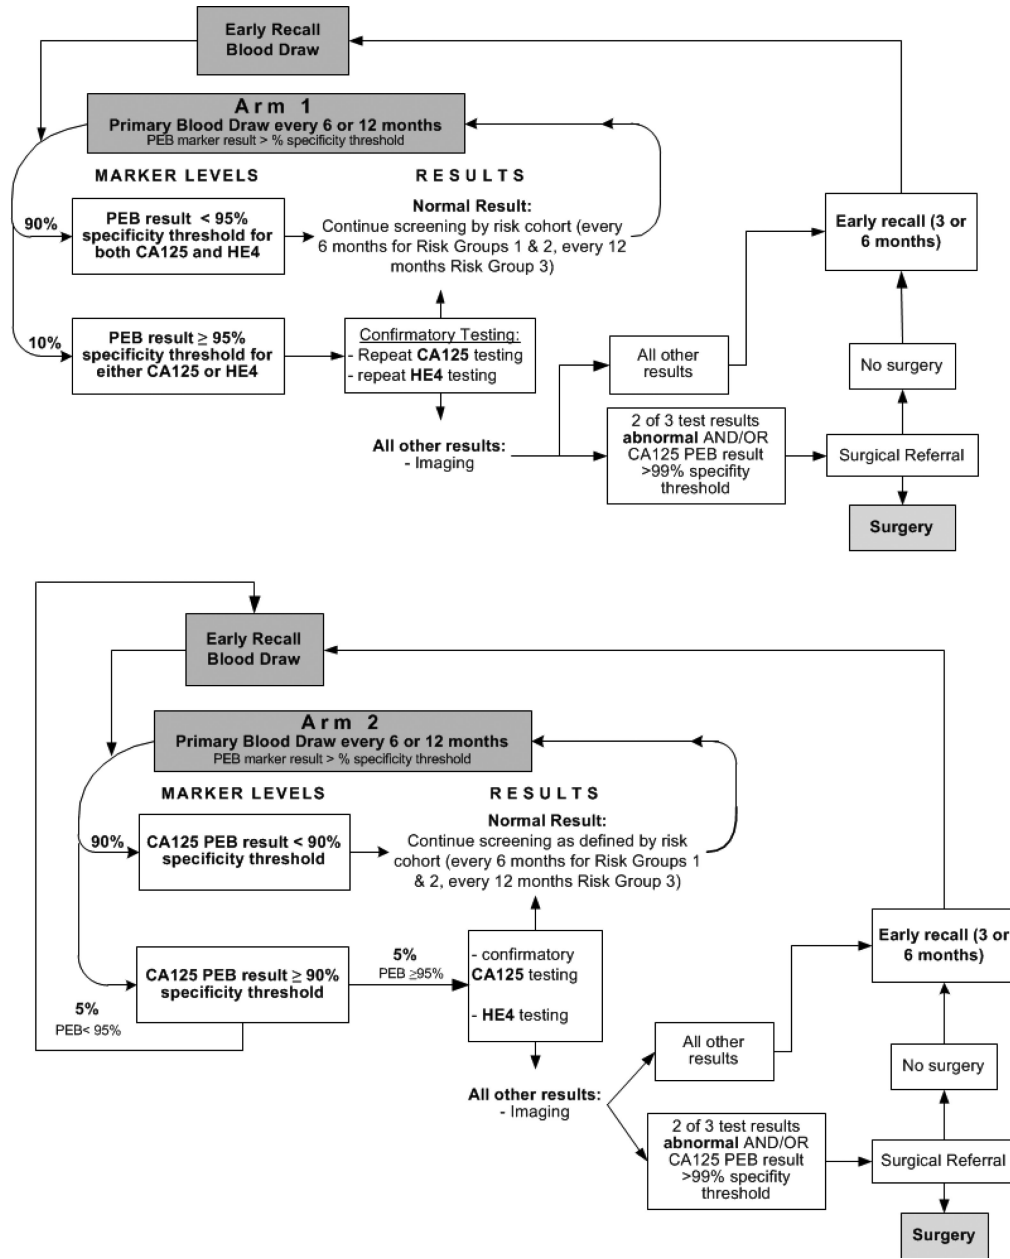 Early Recall
Blood Draw
Arm 1
Primary Blood Draw every 6 or 12 months
PEB marker result > % specificity threshold
MARKER LEVELS
RESULTS
90%
PEB result < 95%
specificity threshold for
both CA125 and HE4
Normal Result:
Continue screening by risk cohort (every
6 months for Risk Groups 1 & 2, every 12
months Risk Group 3)
Early recall (3 or
6 months)
10%
PEB result ≥ 95%
specificity threshold for
either CA125 or HE4
Confirmatory Testing:
- Repeat CA125 testing
- repeat HE4 testing
All other
results
No surgery
All other results:
- Imaging
2 of 3 test results
abnormal AND/OR
CA125 PEB result
>99% specifity
threshold
Surgical Referral
Surgery
Early Recall
Blood Draw
Arm 2
Primary Blood Draw every 6 or 12 months
PEB marker result > % specificity threshold
MARKER LEVELS
RESULTS
90%
CA125 PEB result < 90%
specificity threshold
Normal Result:
Continue screening as defined by risk
cohort (every 6 months for Risk Groups 1
& 2, every 12 months Risk Group 3)
Early recall (3 or
6 months)
5%
PEB< 95%
CA125 PEB result ≥ 90%
specificity threshold
5%
PEB ≥95%
- confirmatory
CA125 testing
- HE4 testing
All other
results
No surgery
All other results:
- Imaging
2 of 3 test results
abnormal AND/OR
CA125 PEB result
>99% specifity
threshold
Surgical Referral
Surgery